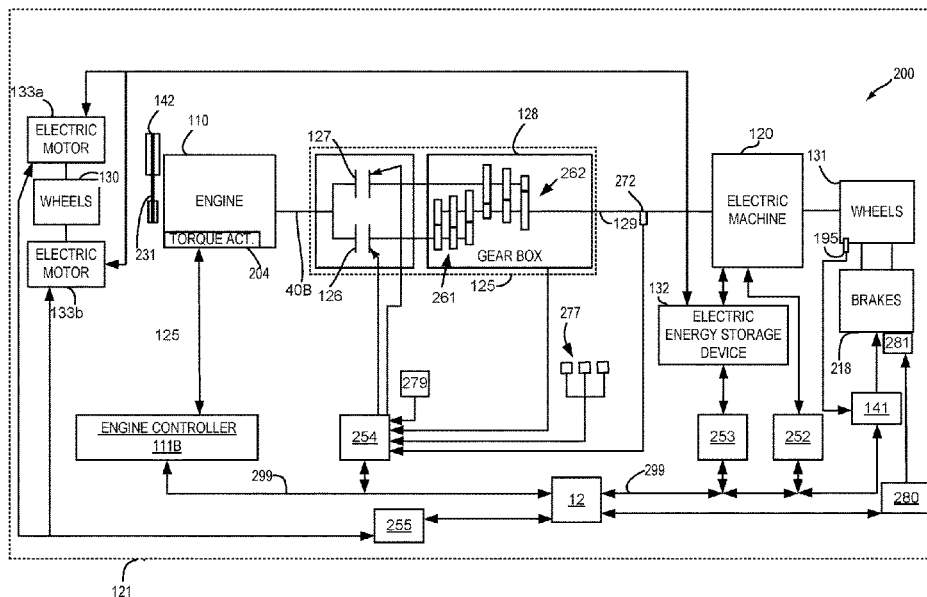 200
133a
142
110
127
128
120
131
ELECTRIC
MOTOR
130
WHEELS
ELECTRIC
MOTOR
133b
231
ENGINE
TORQUE ACT.
204
40B
126
261
262
GEAR BOX
125
129
272
ELECTRIC
MACHINE
WHEELS
195
BRAKES
218
281
132
ELECTRIC
ENERGY STORAGE
DEVICE
125
277
279
ENGINE CONTROLLER
111B
254
253
252
141
299
299
12
255
280
121